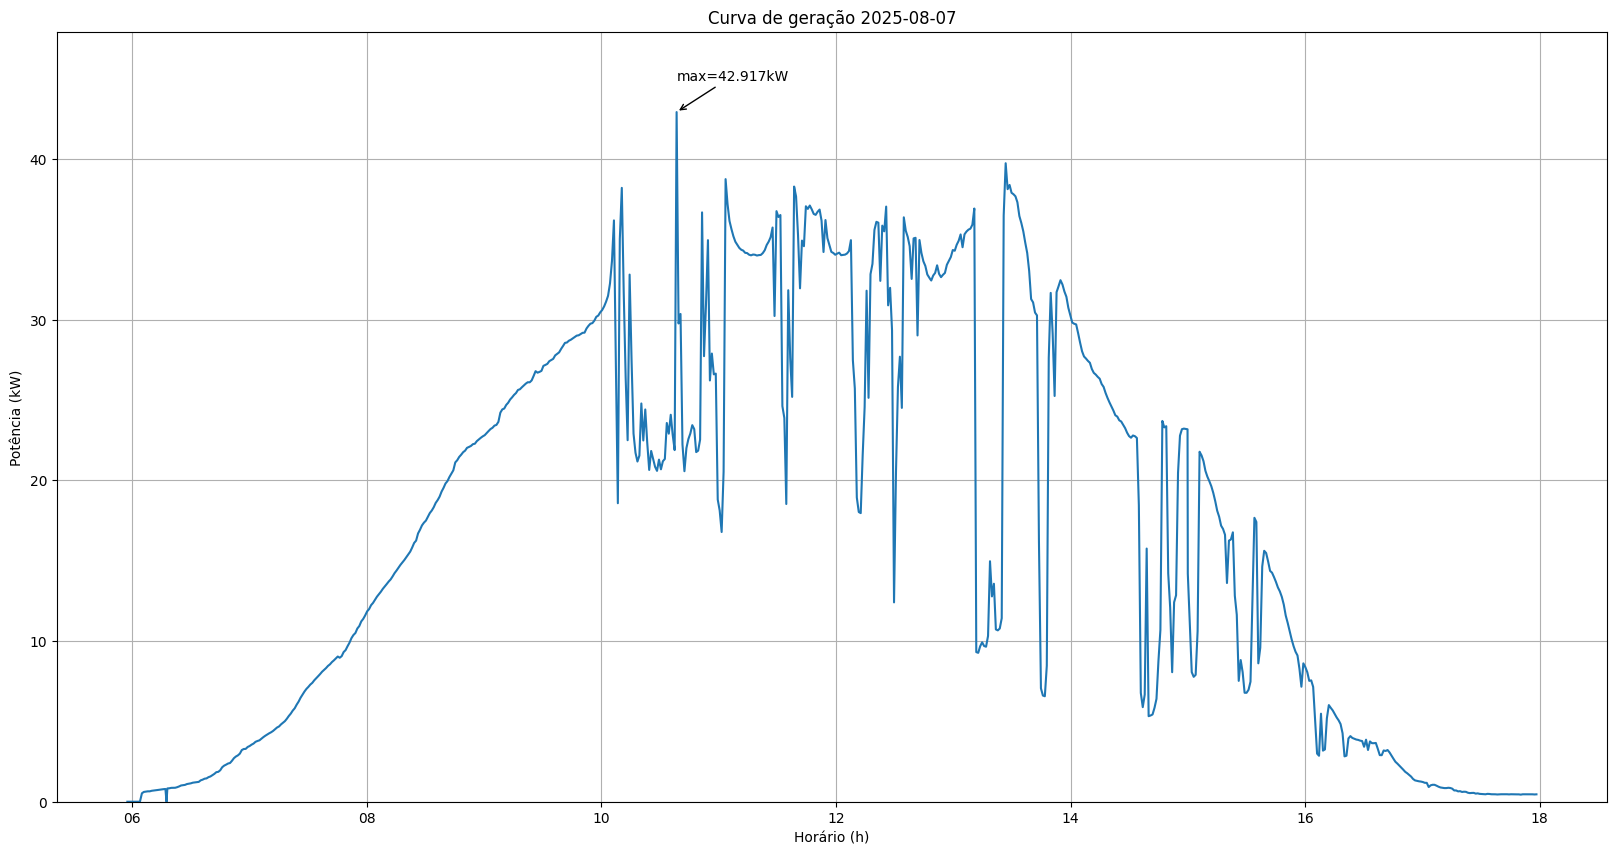 Curva de geração 2025-08-07
max=42.917kW
Potência (kW)
40
30
20
10
0
06 08 10 12 14 16 18
Horário (h)